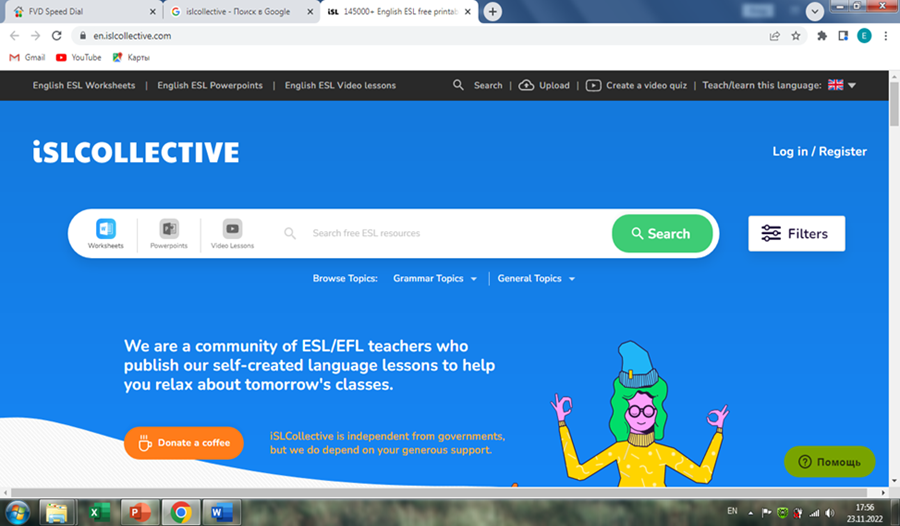 FVD Speed Dial
islcollective - Поиск в Google
iSL 145000+ English ESL free printab
en.islcollective.com
E
Gmail
YouTube
Карты
English ESL Worksheets | English ESL Powerpoints | English ESL Video lessons
Search | Upload | Create a video quiz | Teach/learn this language:
iSLCOLLECTIVE
Log in / Register
Worksheets
Powerpoints
Video Lessons
Search free ESL resources
Search
Filters
Browse Topics: Grammar Topics | General Topics
We are a community of ESL/EFL teachers who
publish our self-created language lessons to help
you relax about tomorrow's classes.
Donate a coffee
iSLCollective is independent from governments,
but we do depend on your generous support.
Помощь
EN
17:56
23.11.2022